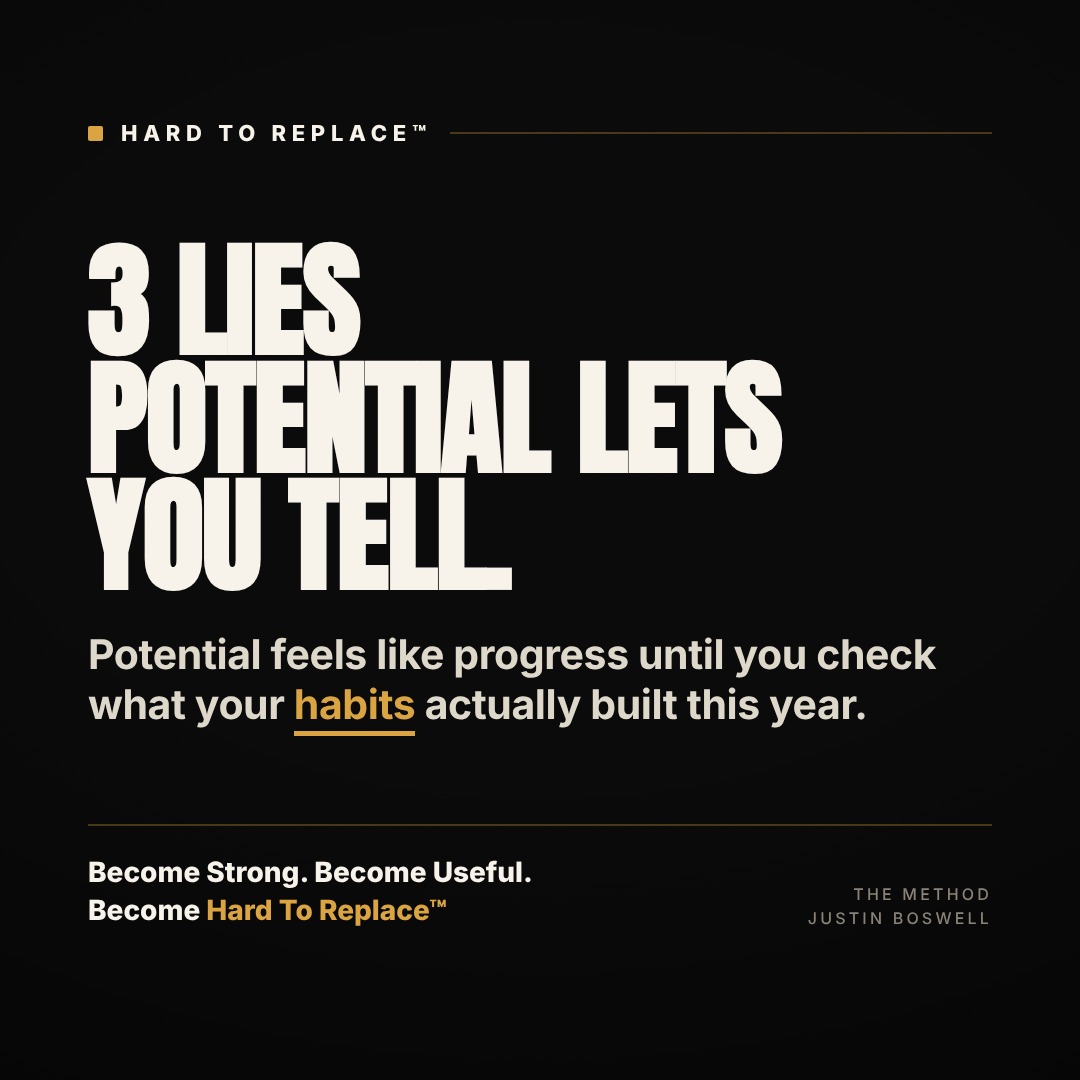 HARD TO REPLACE™
3 LIES
POTENTIAL LETS
YOU TELL.
Potential feels like progress until you check
what your habits actually built this year.
Become Strong. Become Useful.
Become Hard To Replace™
THE METHOD
JUSTIN BOSWELL